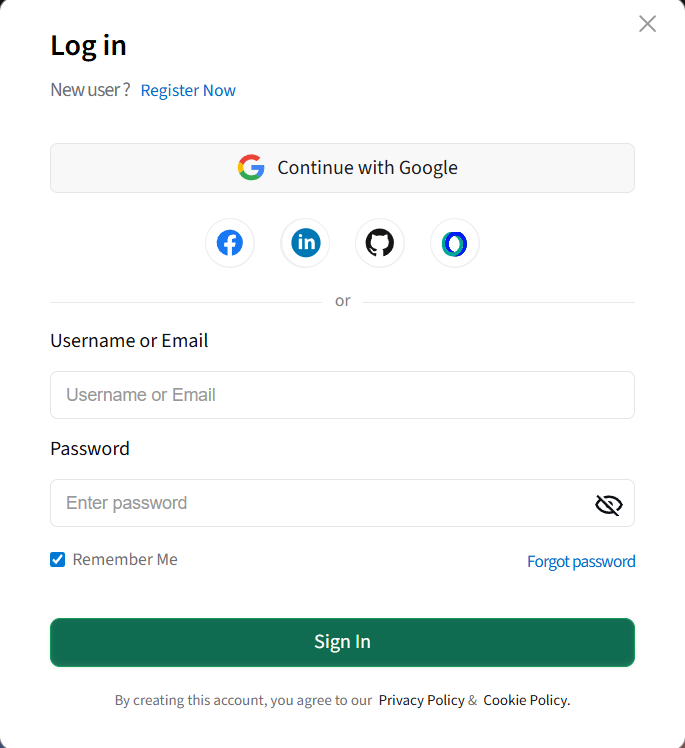 Log in
New user ? Register Now
Continue with Google
in
or
Username or Email
Username or Email
Password
Enter password
Remember Me Forgot password
Sign In
By creating this account, you agree to our Privacy Policy & Cookie Policy.